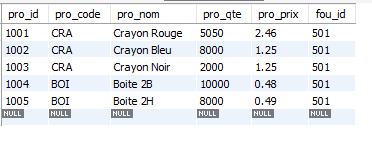 pro_id pro_code pro_nom pro_qte pro_prix fou_id
1001 CRA Crayon Rouge 5050 2.46 501
1002 CRA Crayon Bleu 8000 1.25 501
1003 CRA Crayon Noir 2000 1.25 501
1004 BOI Boite 2B 10000 0.48 501
1005 BOI Boite 2H 8000 0.49 501
NULL NULL NULL NULL NULL NULL